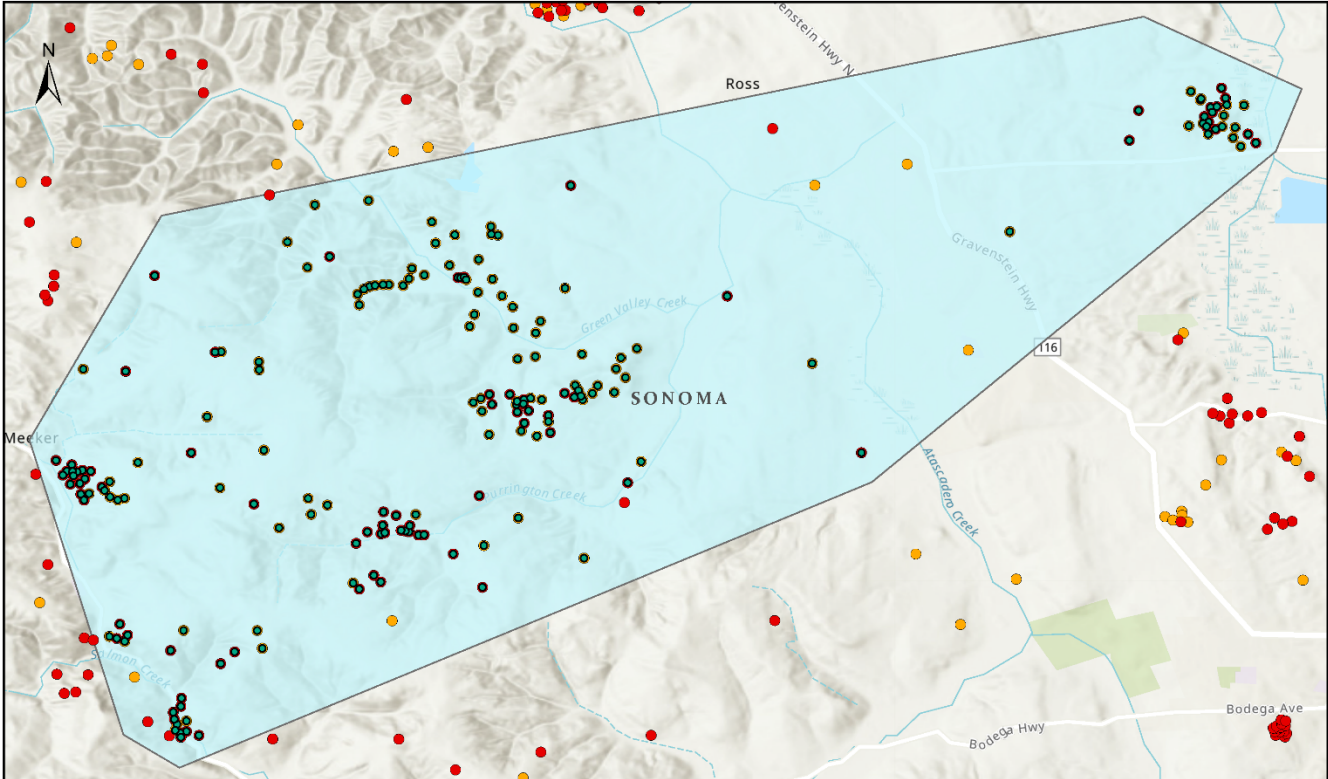 N
enstein Hwy N
Ross
Gravenstein Hwy
Green Valley Creek
116
SONOMA
Meeker
Purrington Creek
Atascadero Creek
Salmon Creek
Bodega Ave
Bodega Hwy